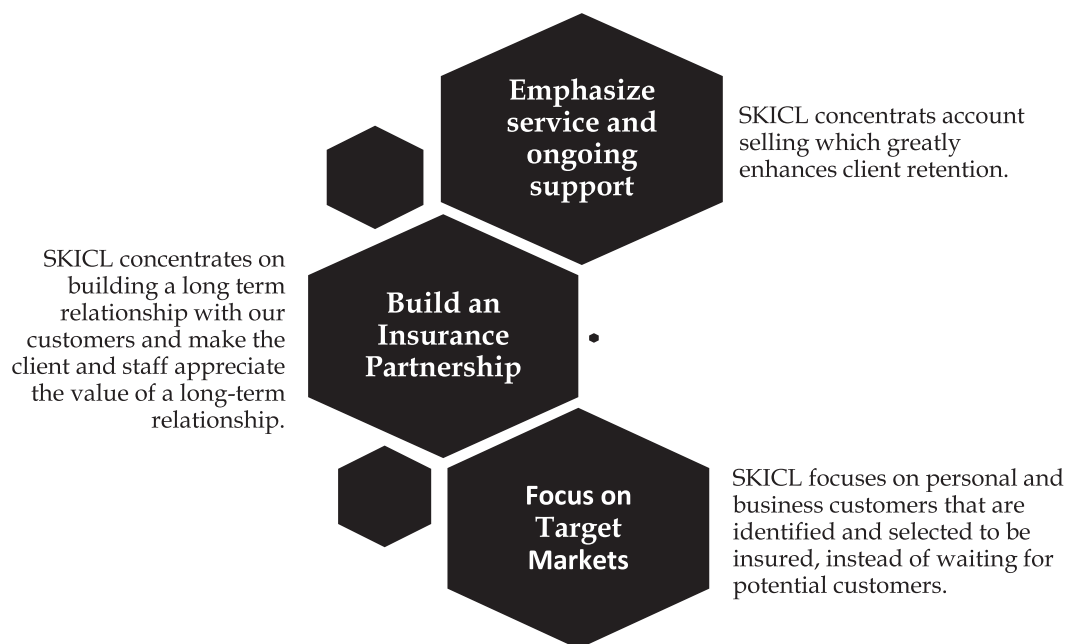 Emphasize
service and
ongoing
support
SKICL concentrats account
selling which greatly
enhances client retention.
SKICL concentrates on
building a long term
relationship with our
customers and make the
client and staff appreciate
the value of a long-term
relationship.
Build an
Insurance
Partnership
Focus on
Target
Markets
SKICL focuses on personal and
business customers that are
identified and selected to be
insured, instead of waiting for
potential customers.